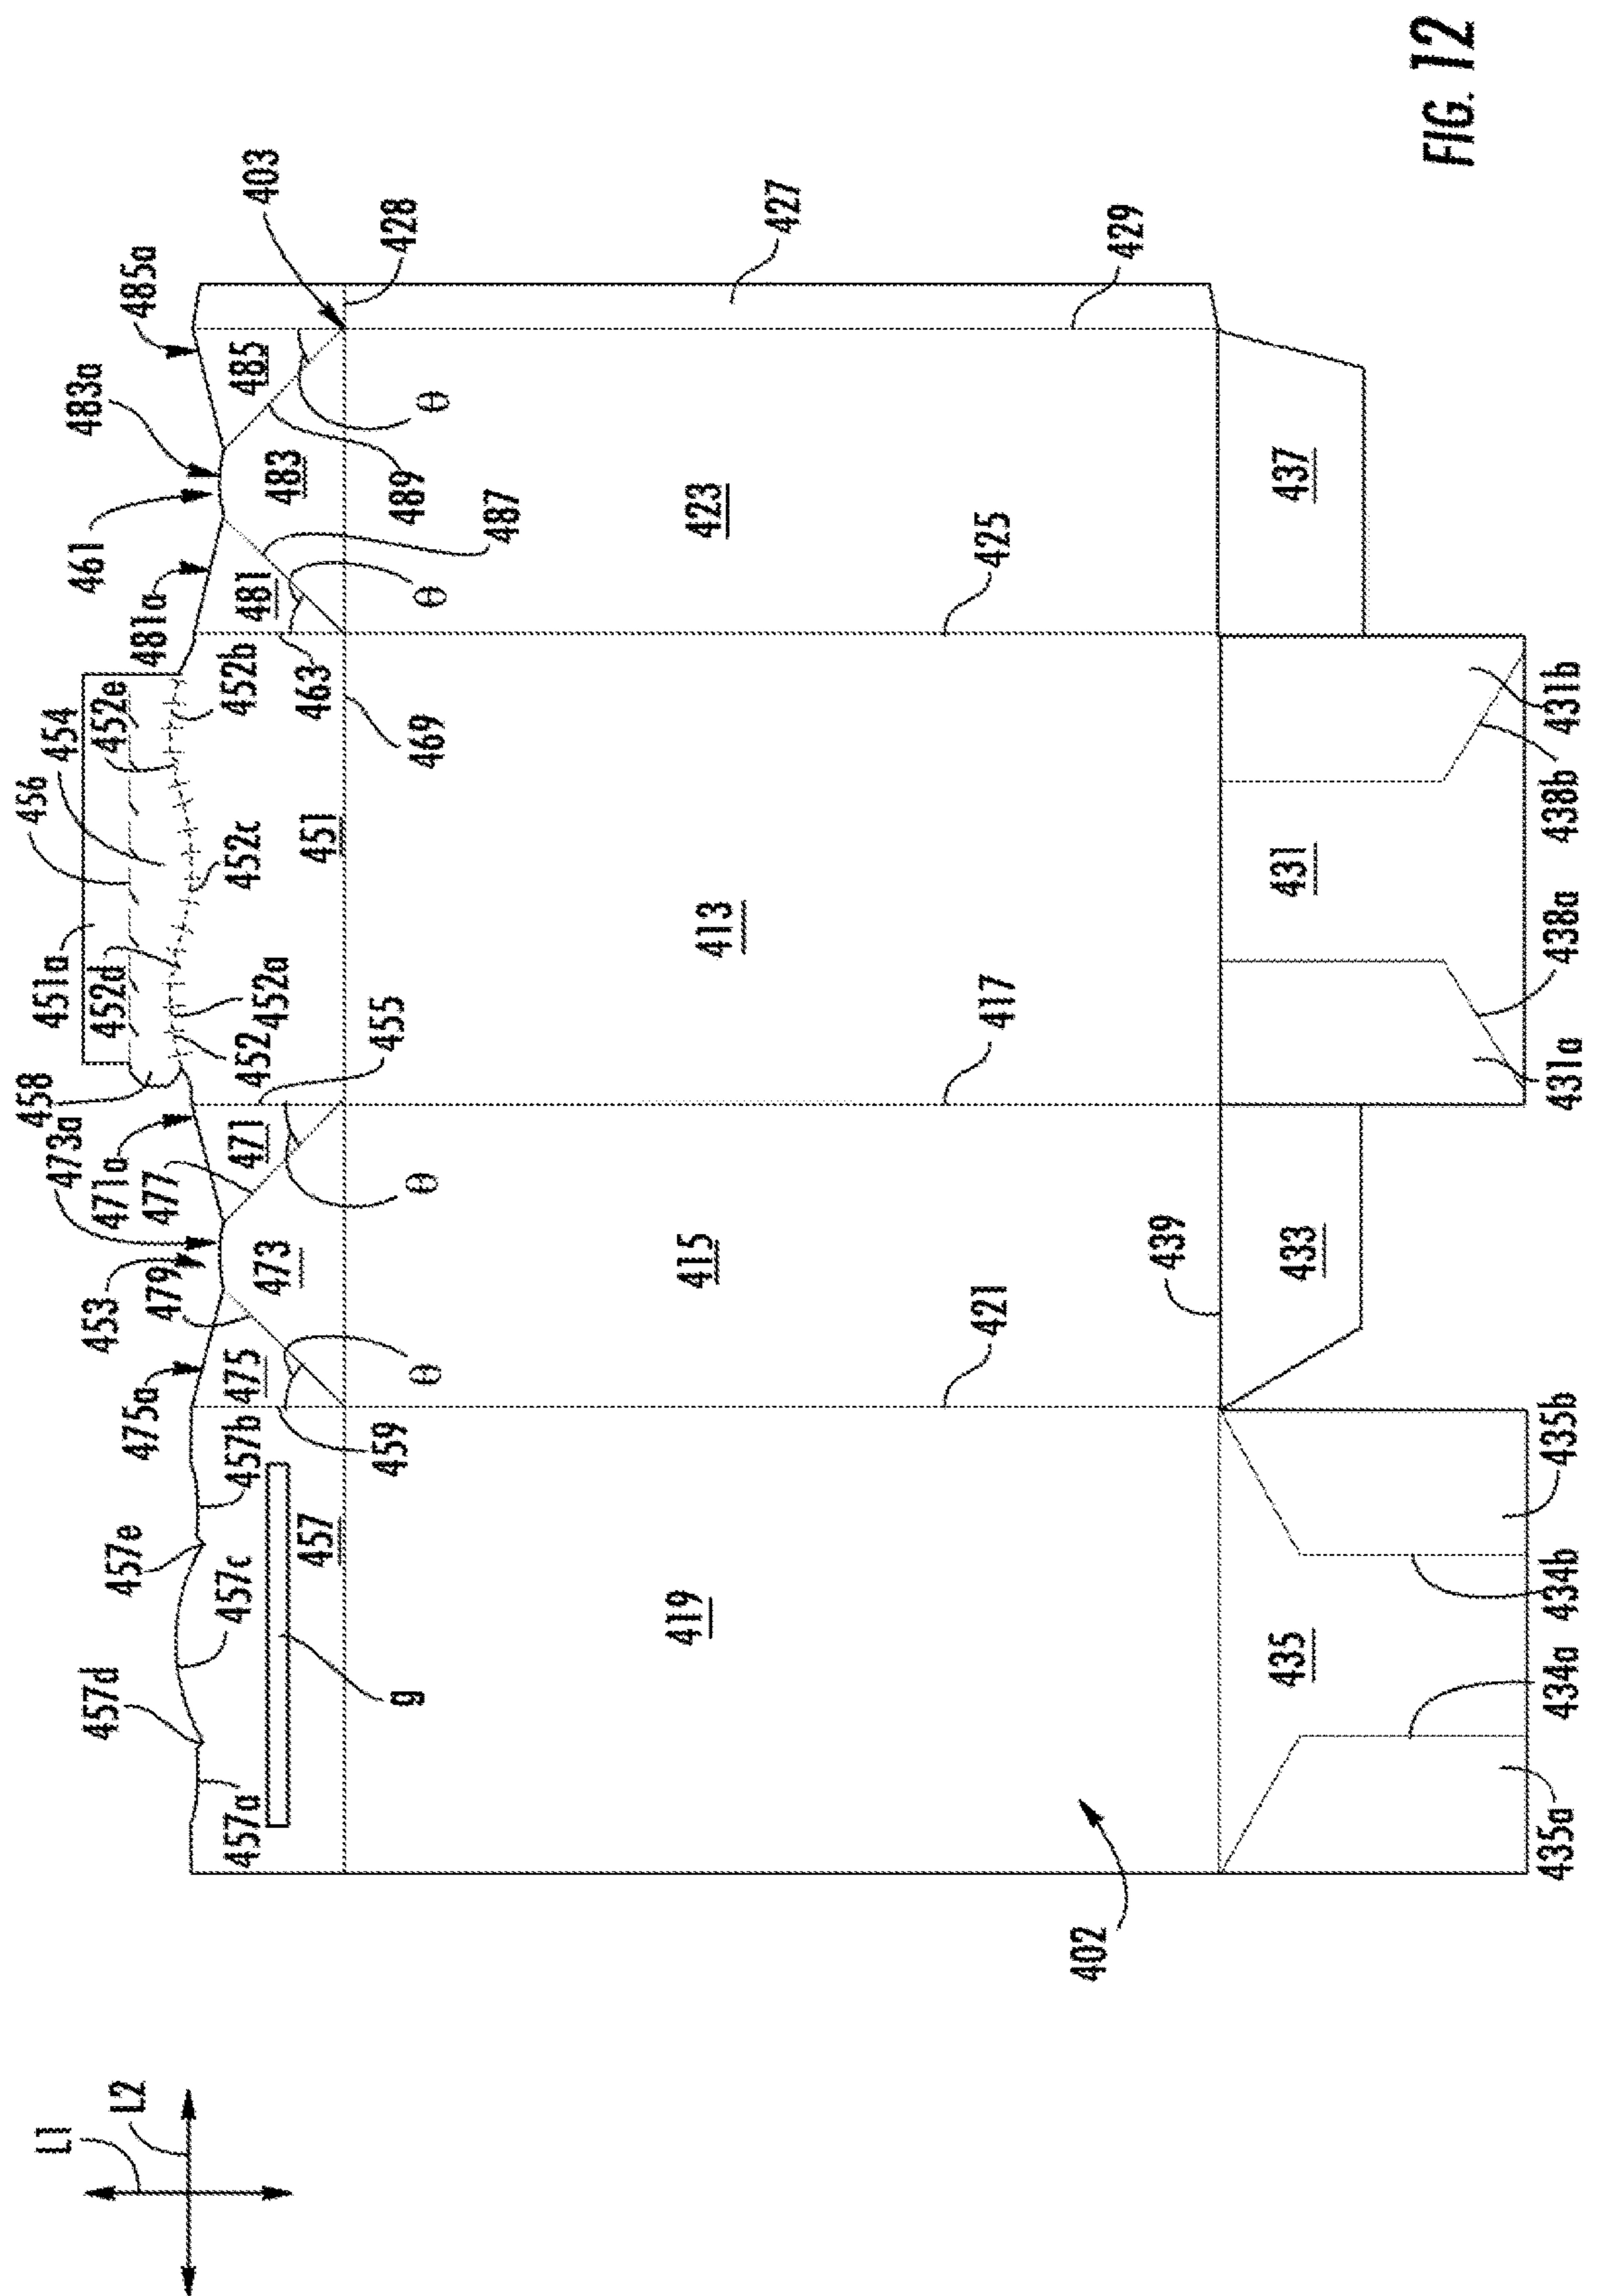 L1
L2
458
451a
456
454
452e
452d
473a
471a
477
453
479
475a
457b
457e
457c
457d
457a
452
452a
452c
452b
455
481a
461
483a
485a
403
428
427
429
463
469
451
471
473
475
457
459
g
θ
θ
θ
θ
481
483
485
487
489
419
415
413
423
421
417
425
439
402
435
433
431
437
434a
434b
435a
435b
431a
438a
438b
431b
FIG. 12